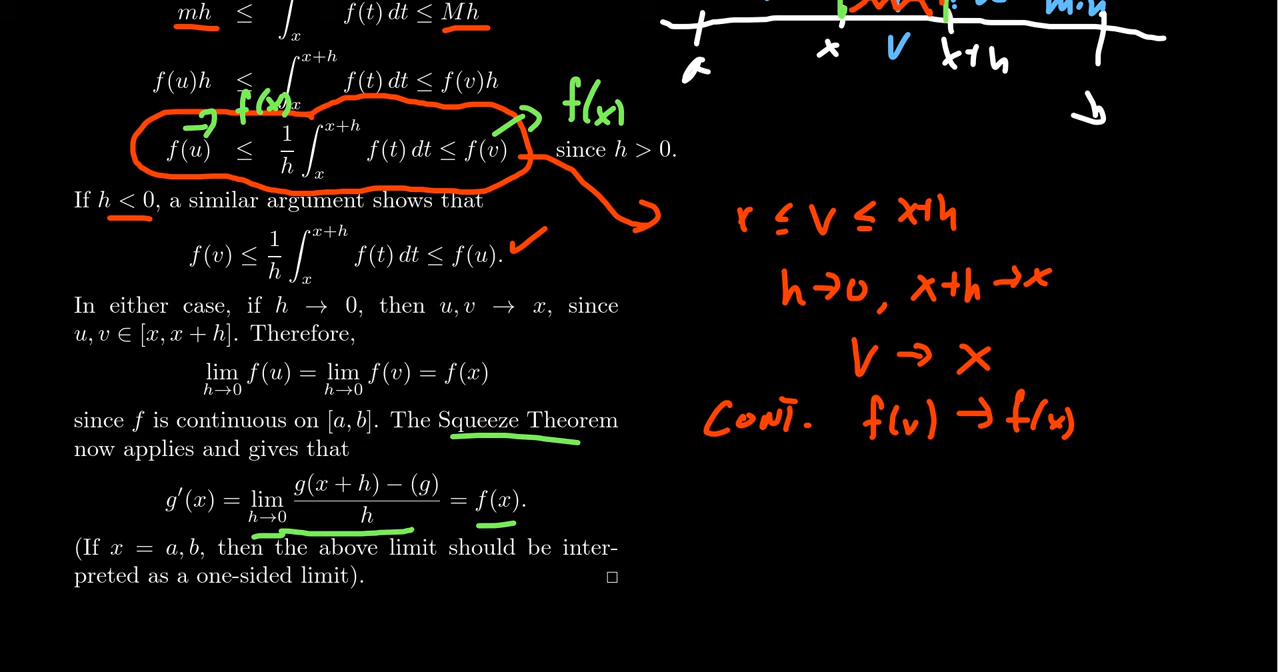 mh ≤ ∫_x f(t) dt ≤ Mh
f(u)h ≤ ∫_x^{x+h} f(t) dt ≤ f(v)h
→ f(x) → f(x)
f(u) ≤ 1/h ∫_x^{x+h} f(t) dt ≤ f(v) since h > 0.
If h < 0, a similar argument shows that
f(v) ≤ 1/h ∫_x^{x+h} f(t) dt ≤ f(u).
In either case, if h → 0, then u, v → x, since
u, v ∈ [x, x + h]. Therefore,
lim_{h→0} f(u) = lim_{h→0} f(v) = f(x)
since f is continuous on [a, b]. The Squeeze Theorem
now applies and gives that
g′(x) = lim_{h→0} g(x + h) − (g) / h = f(x).
(If x = a, b, then the above limit should be inter-
preted as a one-sided limit). □
m.h
a x v x+h b
x ≤ v ≤ x+h
h → 0, x+h → x
v → x
CONT. f(v) → f(x)